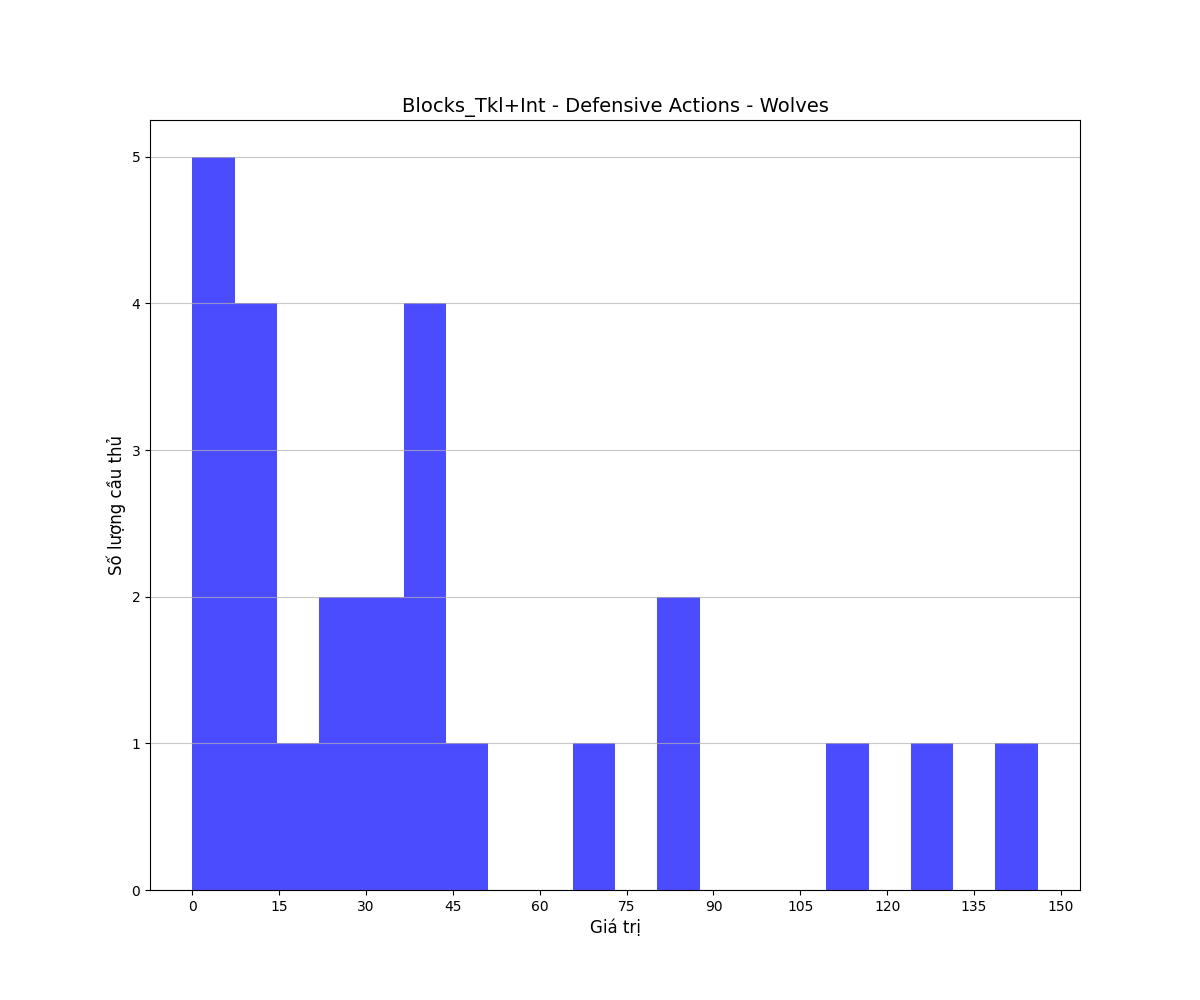 Blocks_Tkl+Int - Defensive Actions - Wolves
Số lượng cầu thủ
5
4
3
2
1
0
0 15 30 45 60 75 90 105 120 135 150
Giá trị